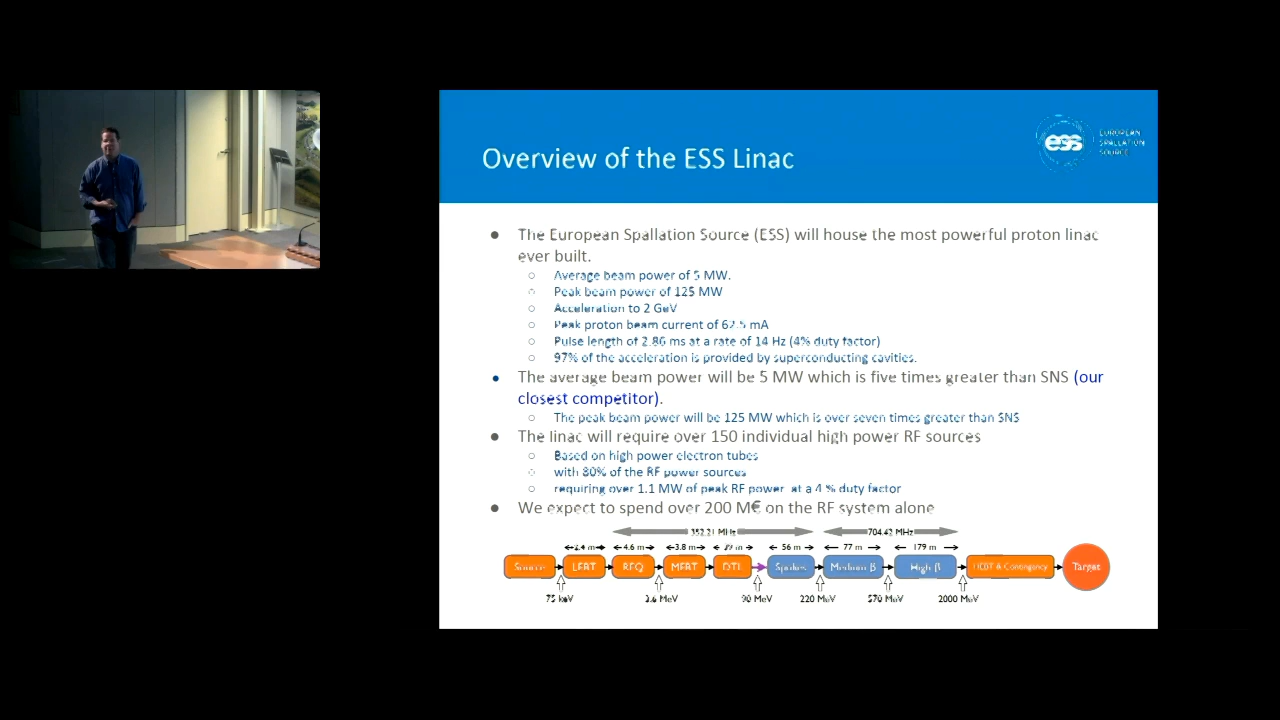 Overview of the ESS Linac
ess
EUROPEAN
SPALLATION
SOURCE
● The European Spallation Source (ESS) will house the most powerful proton linac
ever built.
○ Average beam power of 5 MW.
○ Peak beam power of 125 MW
○ Acceleration to 2 GeV
○ Peak proton beam current of 62.5 mA
○ Pulse length of 2.86 ms at a rate of 14 Hz (4% duty factor)
○ 97% of the acceleration is provided by superconducting cavities.
● The average beam power will be 5 MW which is five times greater than SNS (our
closest competitor).
○ The peak beam power will be 125 MW which is over seven times greater than SNS
● The linac will require over 150 individual high power RF sources
○ Based on high power electron tubes
○ with 80% of the RF power sources
○ requiring over 1.1 MW of peak RF power at a 4 % duty factor
● We expect to spend over 200 M€ on the RF system alone
352.21 MHz 704.42 MHz
2.4 m 4.6 m 3.8 m 39 m 56 m 77 m 179 m
Source LEBT RFQ MEBT DTL Spokes Medium β High β HEBT & Contingency Target
75 keV 3.6 MeV 90 MeV 220 MeV 570 MeV 2000 MeV